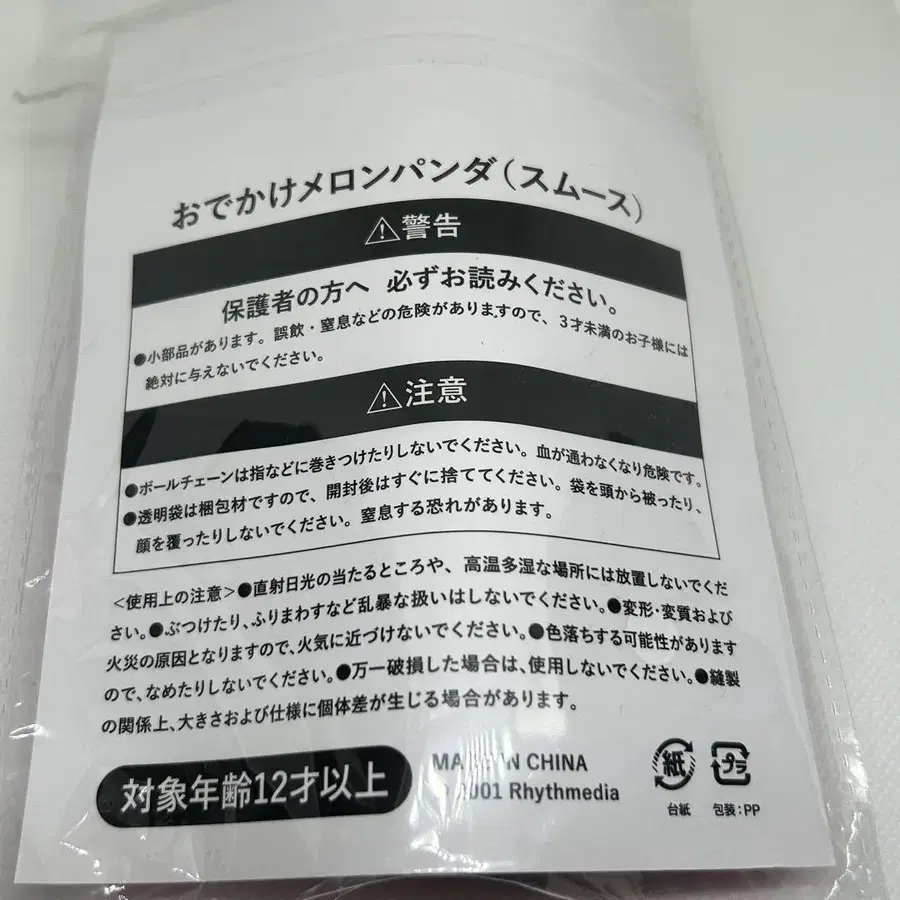 おでかけメロンパンダ(スムース)
⚠警告
保護者の方へ 必ずお読みください。
●小部品があります。誤飲・窒息などの危険がありますので、3才未満のお子様には
絶対に与えないでください。
⚠注意
●ボールチェーンは指などに巻きつけたりしないでください。血が通わなくなり危険です。
●透明袋は梱包材ですので、開封後はすぐに捨ててください。袋を頭から被ったり、
顔を覆ったりしないでください。窒息する恐れがあります。
<使用上の注意>●直射日光の当たるところや、高温多湿な場所には放置しないでくだ
さい。●ぶつけたり、ふりまわすなど乱暴な扱いはしないでください。●変形・変質および
火災の原因となりますので、火気に近づけないでください。●色落ちする可能性があります
ので、なめたりしないでください。●万一破損した場合は、使用しないでください。●縫製
の関係上、大きさおよび仕様に個体差が生じる場合があります。
対象年齢12才以上
MADE IN CHINA
Rhythmedia
紙
プラ
台紙
包装:PP